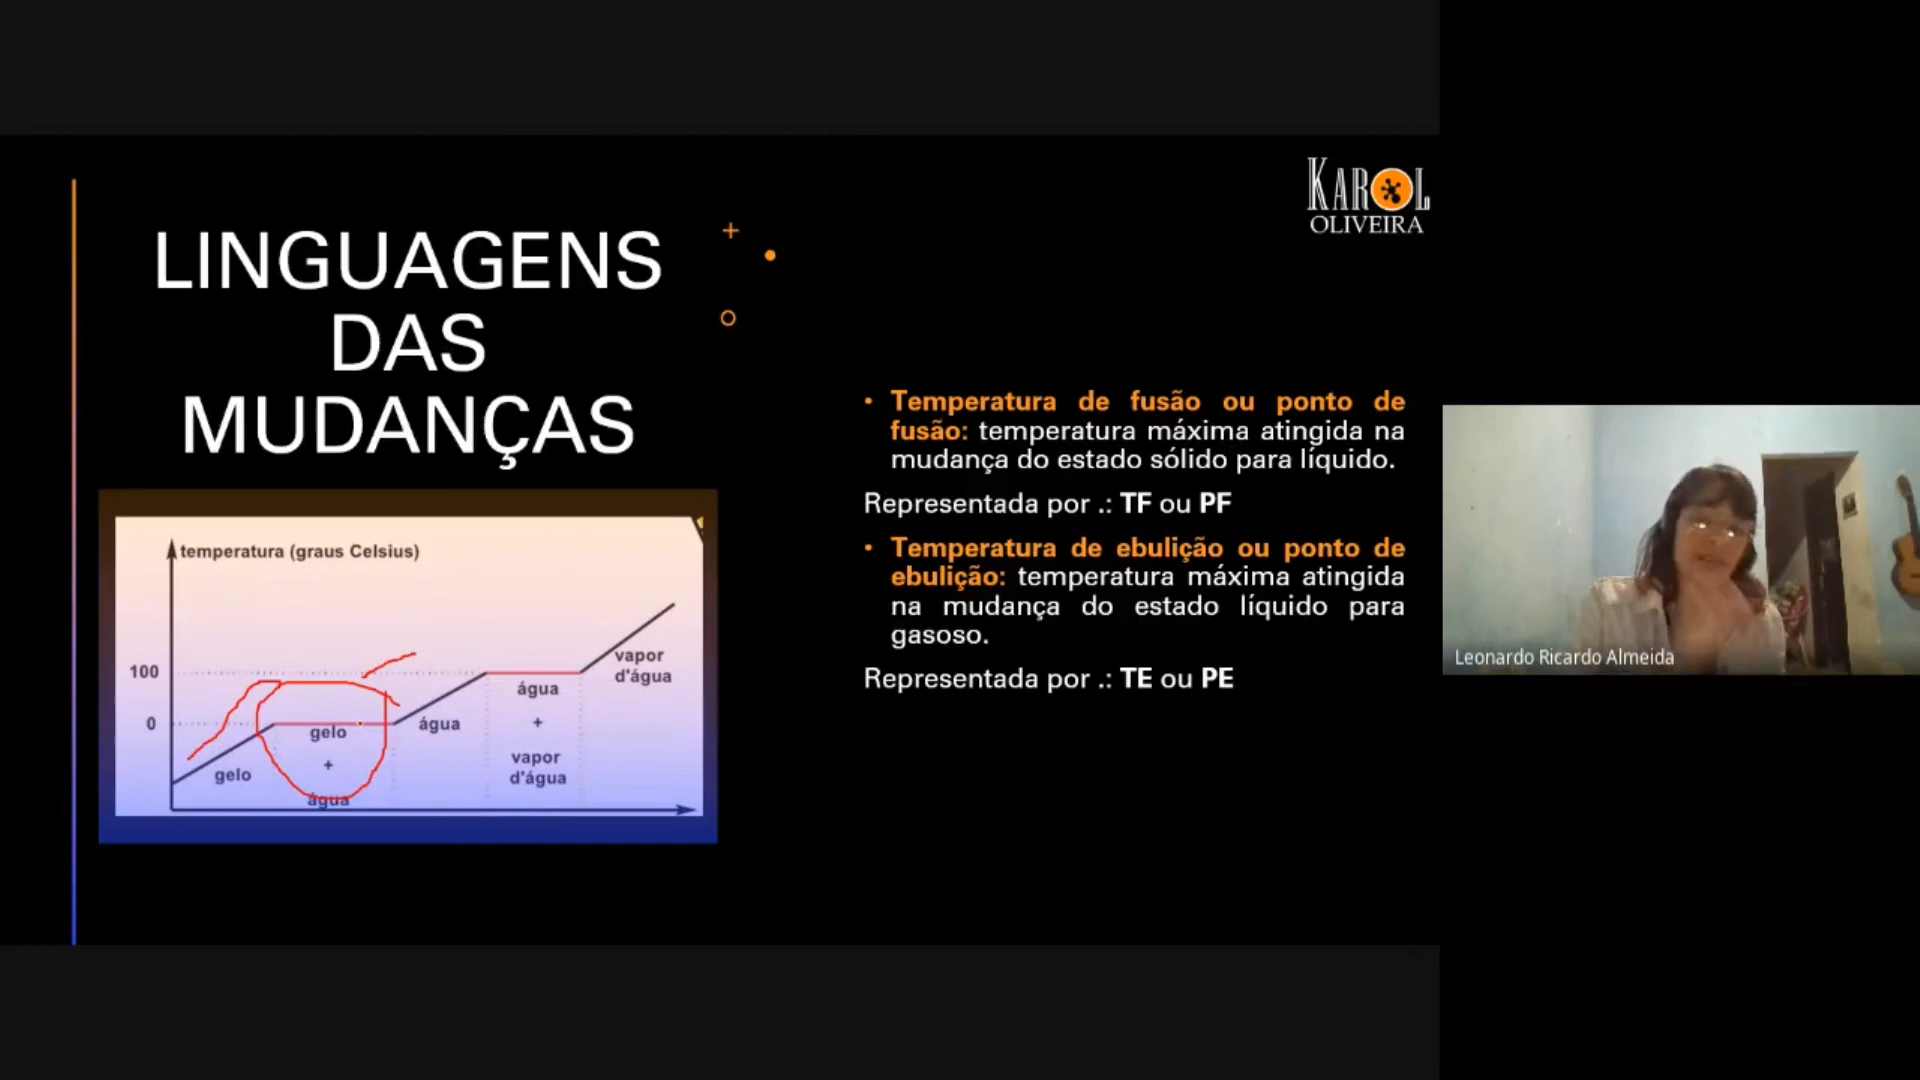 KAROL
OLIVEIRA
LINGUAGENS
DAS
MUDANÇAS
• Temperatura de fusão ou ponto de
fusão: temperatura máxima atingida na
mudança do estado sólido para líquido.
Representada por .: TF ou PF
• Temperatura de ebulição ou ponto de
ebulição: temperatura máxima atingida
na mudança do estado líquido para
gasoso.
Representada por .: TE ou PE
temperatura (graus Celsius)
100
0
gelo
gelo
+
água
água
água
+
vapor
d'água
vapor
d'água
Leonardo Ricardo Almeida